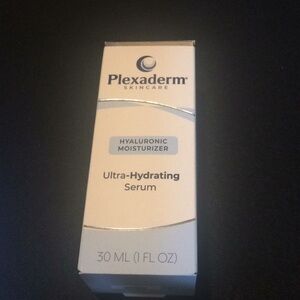 Plexaderm
SKINCARE
HYALURONIC
MOISTURIZER
Ultra-Hydrating
Serum
30 ML (1 FL OZ)